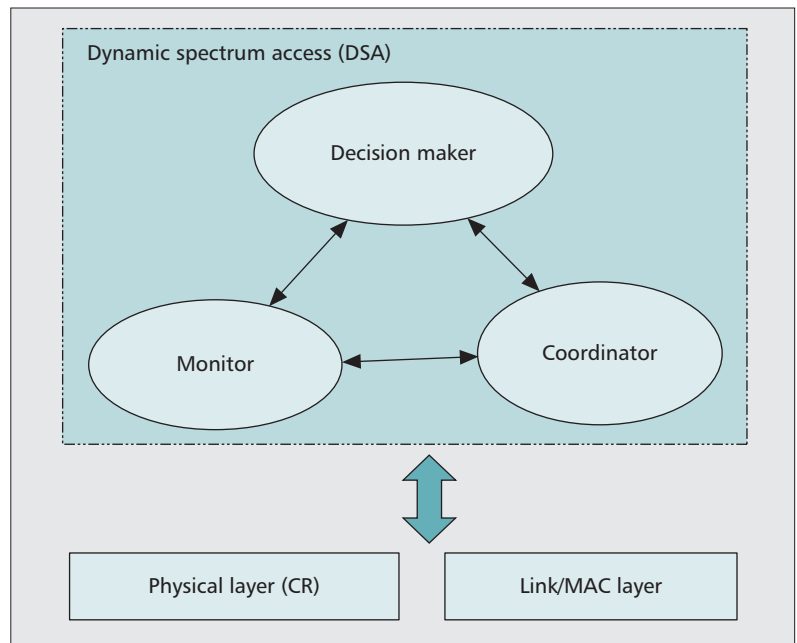 Dynamic spectrum access (DSA)
Decision maker
Monitor
Coordinator
Physical layer (CR)
Link/MAC layer